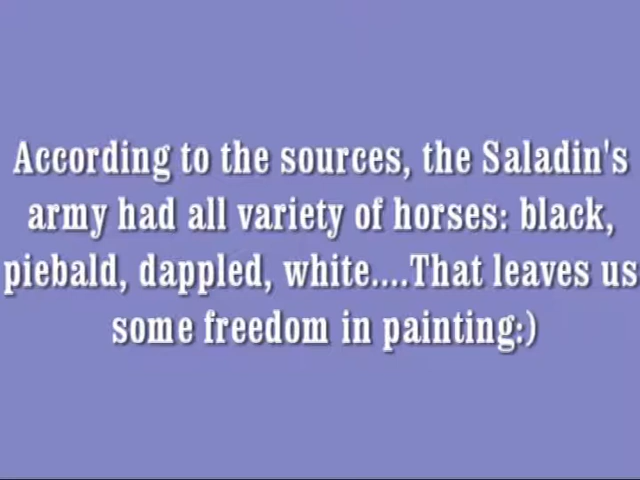 According to the sources, the Saladin's
army had all variety of horses: black,
piebald, dappled, white....That leaves us
some freedom in painting:)